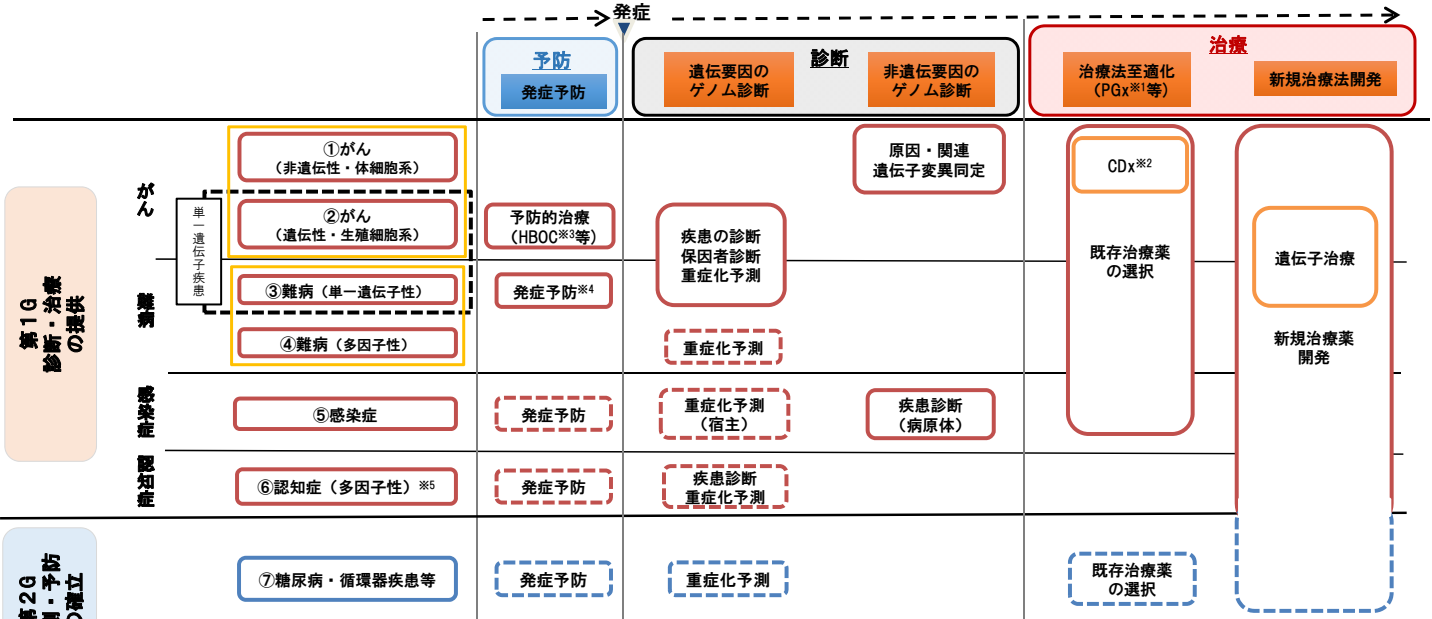 発症
予防
発症予防
診断
遺伝要因の
ゲノム診断
非遺伝要因の
ゲノム診断
治療
治療法至適化
（PGx※1等）
新規治療法開発
第1G
診断・治療
の提供
がん
単一遺伝子疾患
①がん
（非遺伝性・体細胞系）
原因・関連
遺伝子変異同定
CDx※2
②がん
（遺伝性・生殖細胞系）
予防的治療
（HBOC※3等）
疾患の診断
保因者診断
重症化予測
既存治療薬
の選択
遺伝子治療
難病
③難病（単一遺伝子性）
発症予防※4
④難病（多因子性）
重症化予測
新規治療薬
開発
感染症
⑤感染症
発症予防
重症化予測
（宿主）
疾患診断
（病原体）
認知症
⑥認知症（多因子性）※5
発症予防
疾患診断
重症化予測
第2G
・予防
確立
⑦糖尿病・循環器疾患等
発症予防
重症化予測
既存治療薬
の選択